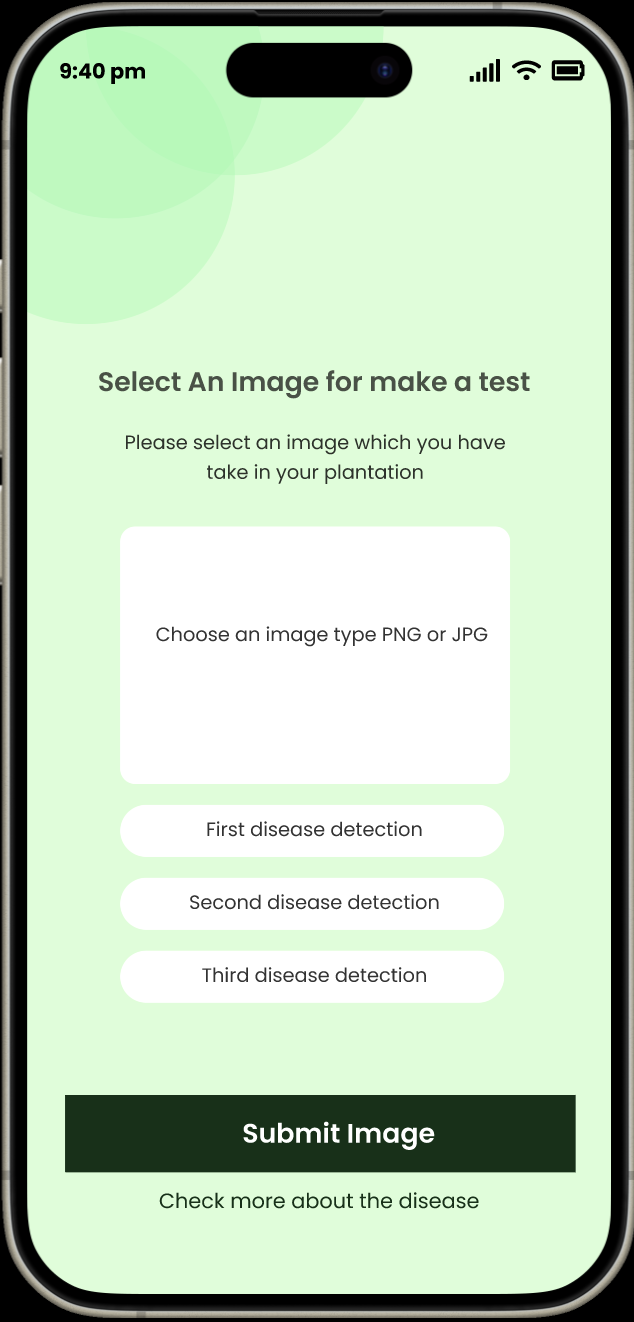 9:40 pm
Select An Image for make a test
Please select an image which you have
take in your plantation
Choose an image type PNG or JPG
First disease detection
Second disease detection
Third disease detection
Submit Image
Check more about the disease